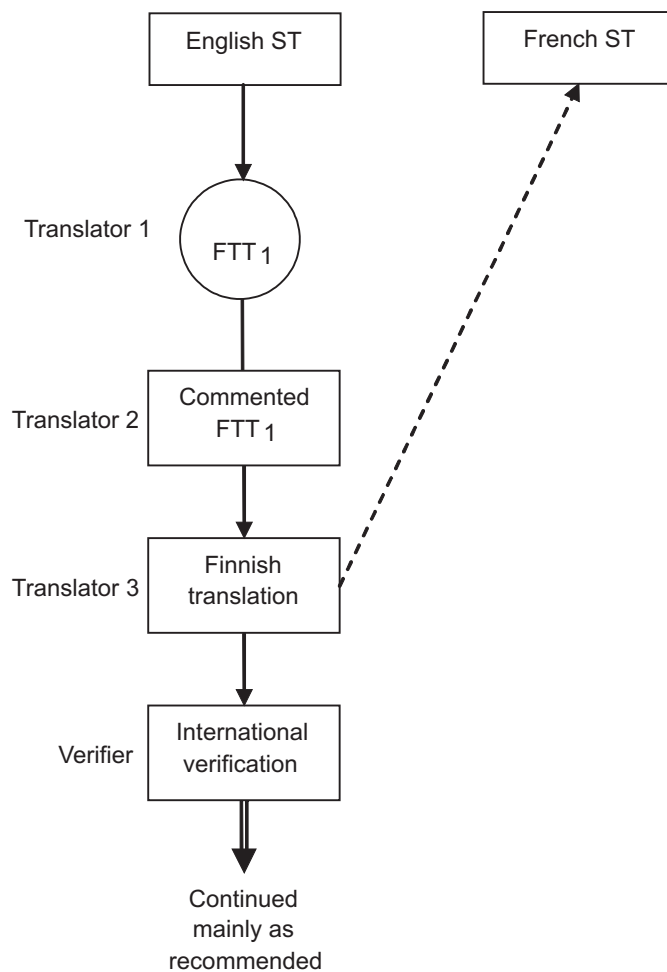 English ST
French ST
Translator 1
FTT 1
Translator 2
Commented
FTT 1
Translator 3
Finnish
translation
Verifier
International
verification
Continued
mainly as
recommended